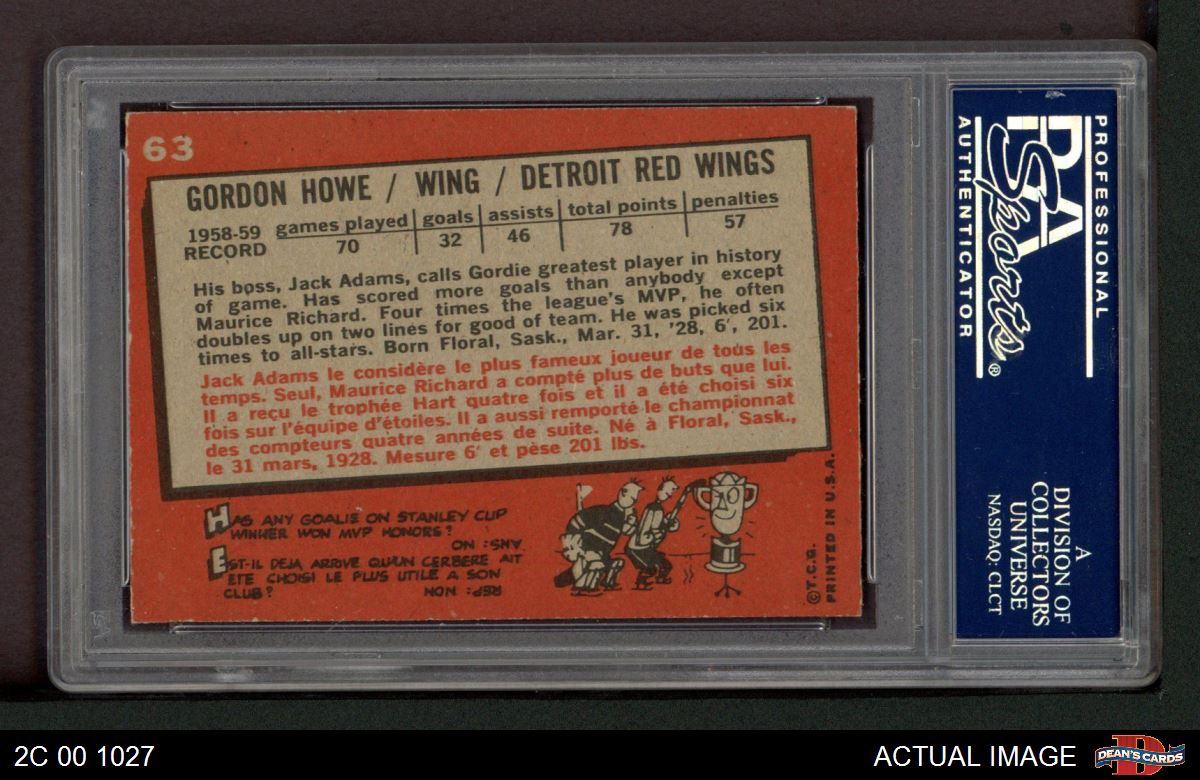 63
GORDON HOWE / WING / DETROIT RED WINGS
1958-59 RECORD games played goals assists total points penalties
70 32 46 78 57
His boss, Jack Adams, calls Gordie greatest player in history
of game. Has scored more goals than anybody except
Maurice Richard. Four times the league's MVP, he often
doubles up on two lines for good of team. He was picked six
times to all-stars. Born Floral, Sask., Mar. 31, '28, 6', 201.
Jack Adams le considère le plus fameux joueur de tous les
temps. Seul, Maurice Richard a compté plus de buts que lui.
Il a reçu le trophée Hart quatre fois et il a été choisi six
fois sur l'équipe d'étoiles. Il a aussi remporté le championnat
des compteurs quatre années de suite. Né à Floral, Sask.,
le 31 mars, 1928. Mesure 6' et pèse 201 lbs.
HAS ANY GOALIE ON STANLEY CUP
WINNER WON MVP HONORS?
ANS: NO
EST-IL DEJA ARRIVE QU'UN CERBERE AIT
ETE CHOISI LE PLUS UTILE A SON
CLUB?
REP: NON
©T.C.G.
PRINTED IN U.S.A.
PROFESSIONAL
PSA
Sports®
AUTHENTICATOR
A
DIVISION OF
COLLECTORS
UNIVERSE
NASDAQ: CLCT
2C 00 1027
ACTUAL IMAGE
DEAN'S CARDS